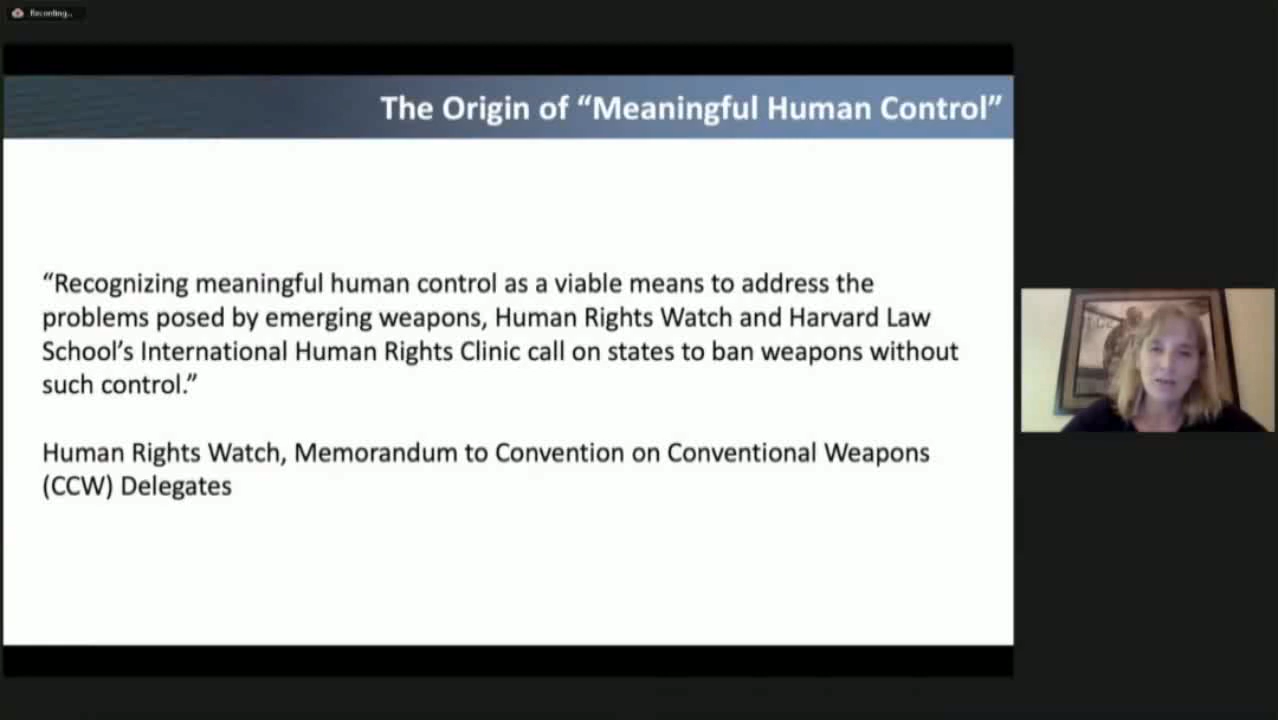 Recording...
The Origin of “Meaningful Human Control”
“Recognizing meaningful human control as a viable means to address the
problems posed by emerging weapons, Human Rights Watch and Harvard Law
School’s International Human Rights Clinic call on states to ban weapons without
such control.”
Human Rights Watch, Memorandum to Convention on Conventional Weapons
(CCW) Delegates